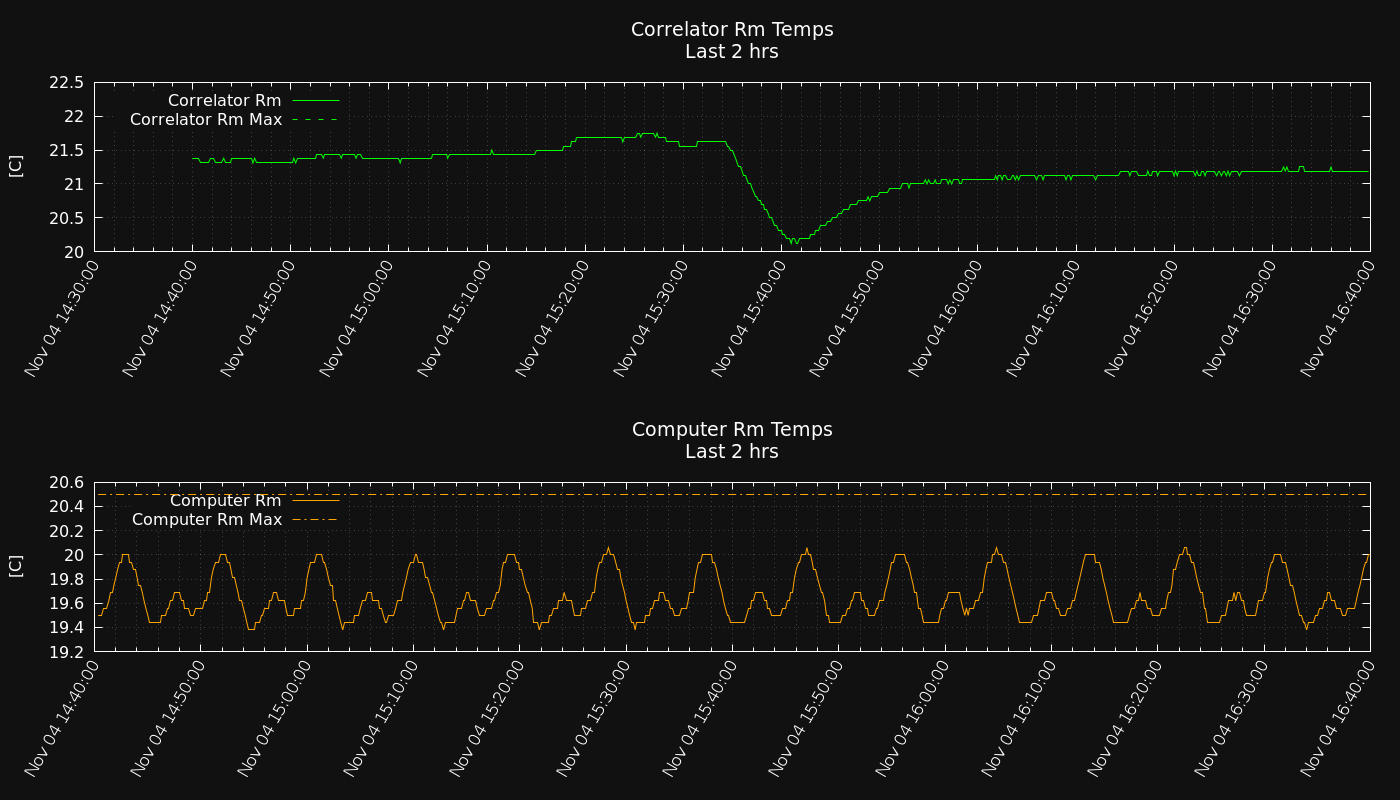 Correlator Rm Temps
Last 2 hrs
22.5
22
21.5
21
20.5
20
[C]
Correlator Rm
Correlator Rm Max
Nov 04 14:30:00
Nov 04 14:40:00
Nov 04 14:50:00
Nov 04 15:00:00
Nov 04 15:10:00
Nov 04 15:20:00
Nov 04 15:30:00
Nov 04 15:40:00
Nov 04 15:50:00
Nov 04 16:00:00
Nov 04 16:10:00
Nov 04 16:20:00
Nov 04 16:30:00
Nov 04 16:40:00
Computer Rm Temps
Last 2 hrs
20.6
20.4
20.2
20
19.8
19.6
19.4
19.2
[C]
Computer Rm
Computer Rm Max
Nov 04 14:40:00
Nov 04 14:50:00
Nov 04 15:00:00
Nov 04 15:10:00
Nov 04 15:20:00
Nov 04 15:30:00
Nov 04 15:40:00
Nov 04 15:50:00
Nov 04 16:00:00
Nov 04 16:10:00
Nov 04 16:20:00
Nov 04 16:30:00
Nov 04 16:40:00